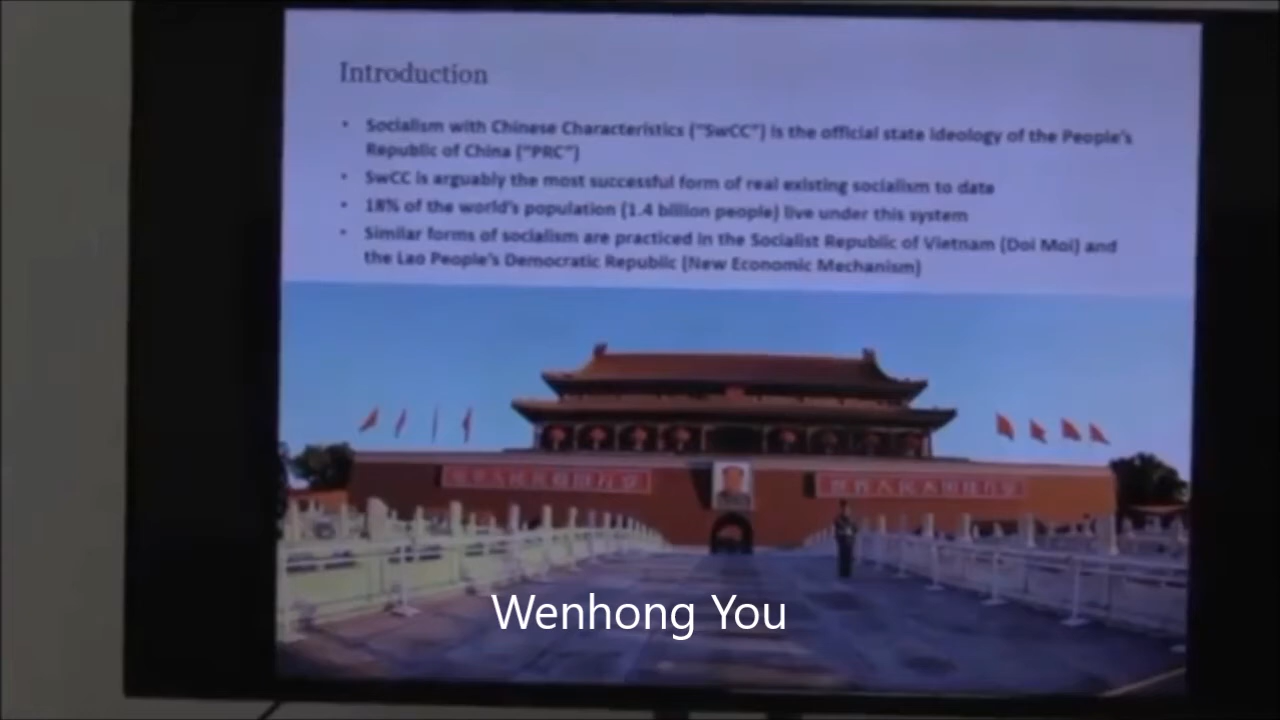 Introduction
• Socialism with Chinese Characteristics ("SwCC") is the official state ideology of the People's
Republic of China ("PRC")
• SwCC is arguably the most successful form of real existing socialism to date
• 18% of the world's population (1.4 billion people) live under this system
• Similar forms of socialism are practiced in the Socialist Republic of Vietnam (Doi Moi) and
the Lao People's Democratic Republic (New Economic Mechanism)
Wenhong You